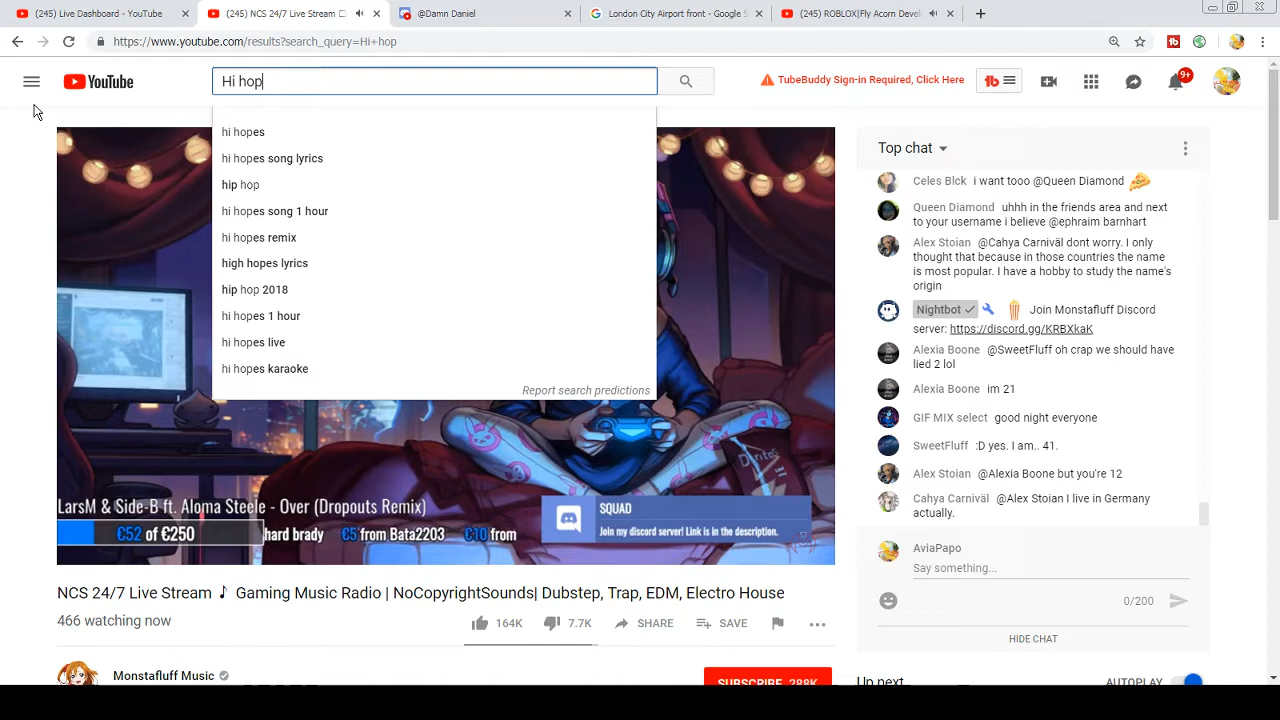 (245) Live Dashboard - YouTube
(245) NCS 24/7 Live Stream
@Damn Daniel
London City Airport front - Google S
(245) ROBLOX|Fly Acorn Devel
https://www.youtube.com/results?search_query=Hi+hop
YouTube
Hi hop
TubeBuddy Sign-in Required, Click Here
tb
9+
hi hopes
hi hopes song lyrics
hip hop
hi hopes song 1 hour
hi hopes remix
high hopes lyrics
hip hop 2018
hi hopes 1 hour
hi hopes live
hi hopes karaoke
Report search predictions
Doritos
LarsM & Side-B ft. Aloma Steele - Over (Dropouts Remix)
€52 of €250
hard brady €5 from Bata2203 €10 from
SQUAD
Join my discord server! Link is in the description.
NCS 24/7 Live Stream ♪ Gaming Music Radio | NoCopyrightSounds| Dubstep, Trap, EDM, Electro House
466 watching now
164K
7.7K
SHARE
SAVE
Monstafluff Music
SUBSCRIBE 288K
Top chat
Celes Blck i want tooo @Queen Diamond
Queen Diamond uhhh in the friends area and next
to your username i believe @ephraim barnhart
Alex Stoian @Cahya Carnivàl dont worry. I only
thought that because in those countries the name
is most popular. I have a hobby to study the name's
origin
Nightbot Join Monstafluff Discord
server: https://discord.gg/KRBXkaK
Alexia Boone @SweetFluff oh crap we should have
lied 2 lol
Alexia Boone im 21
GIF MIX select good night everyone
SweetFluff :D yes. I am.. 41.
Alex Stoian @Alexia Boone but you're 12
Cahya Carnivàl @Alex Stoian I live in Germany
actually.
AviaPapo
Say something...
0/200
HIDE CHAT
Up next
AUTOPLAY